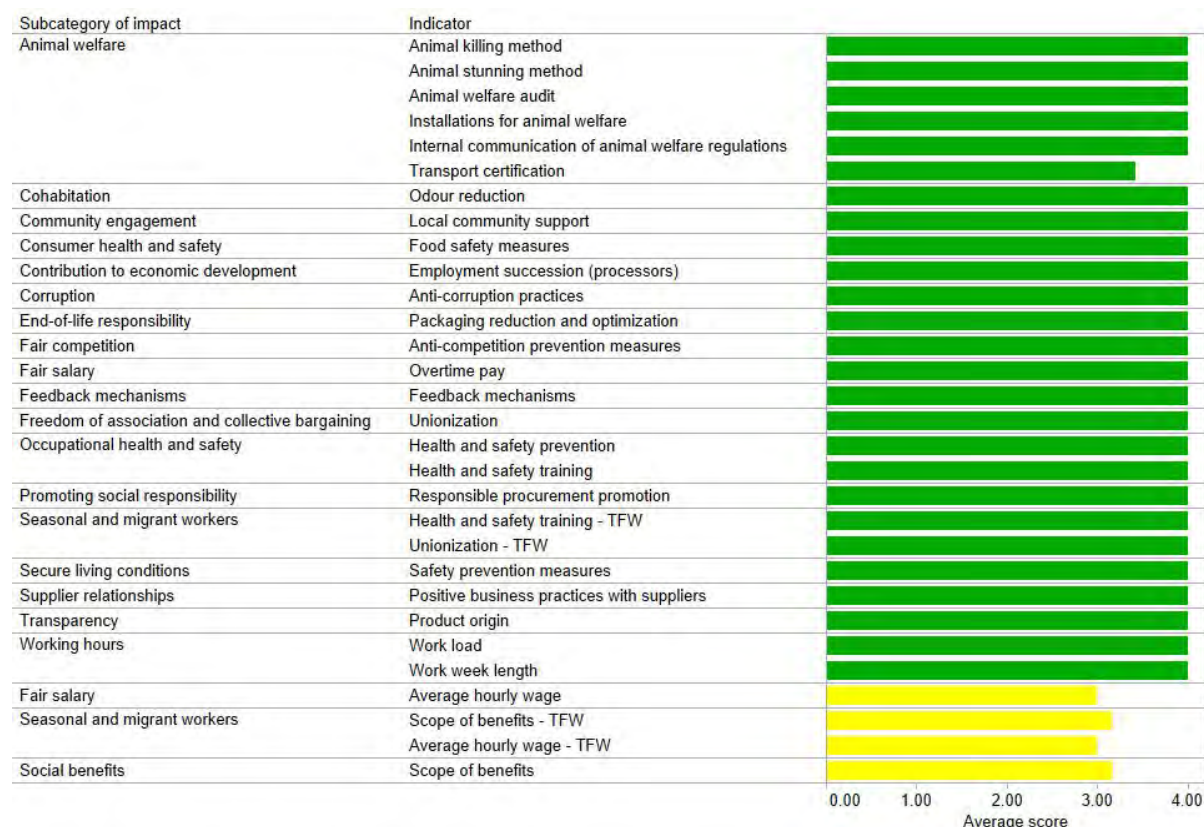 Subcategory of impact Indicator
Animal welfare Animal killing method
Animal stunning method
Animal welfare audit
Installations for animal welfare
Internal communication of animal welfare regulations
Transport certification
Cohabitation Odour reduction
Community engagement Local community support
Consumer health and safety Food safety measures
Contribution to economic development Employment succession (processors)
Corruption Anti-corruption practices
End-of-life responsibility Packaging reduction and optimization
Fair competition Anti-competition prevention measures
Fair salary Overtime pay
Feedback mechanisms Feedback mechanisms
Freedom of association and collective bargaining Unionization
Occupational health and safety Health and safety prevention
Health and safety training
Promoting social responsibility Responsible procurement promotion
Seasonal and migrant workers Health and safety training - TFW
Unionization - TFW
Secure living conditions Safety prevention measures
Supplier relationships Positive business practices with suppliers
Transparency Product origin
Working hours Work load
Work week length
Fair salary Average hourly wage
Seasonal and migrant workers Scope of benefits - TFW
Average hourly wage - TFW
Social benefits Scope of benefits
0.00 1.00 2.00 3.00 4.00
Average score